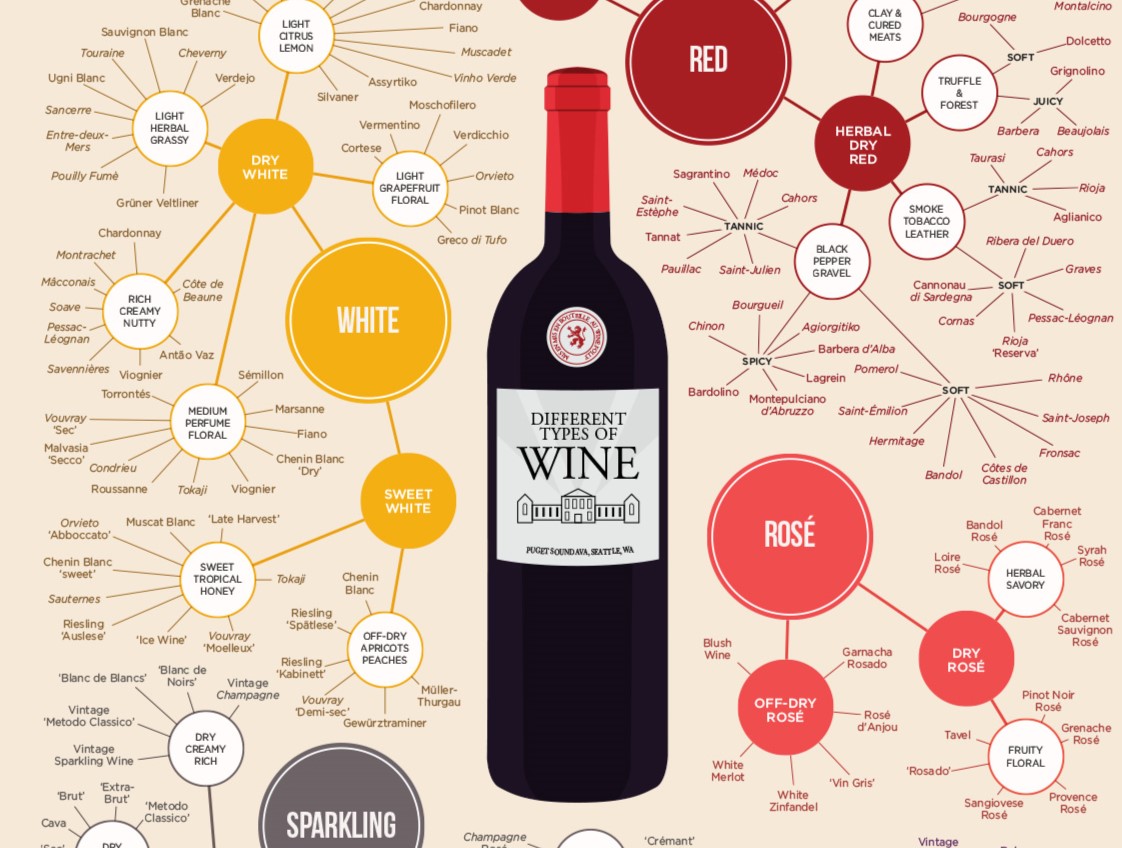 Grenache
Blanc
LIGHT
CITRUS
LEMON
Chardonnay
Fiano
Muscadet
Vinho Verde
Assyrtiko
Silvaner
Sauvignon Blanc
Touraine
Cheverny
Ugni Blanc
Verdejo
Sancerre
Entre-deux-
Mers
Pouilly Fumè
Grüner Veltliner
LIGHT
HERBAL
GRASSY
DRY
WHITE
Moschofilero
Vermentino
Verdicchio
Cortese
Orvieto
Pinot Blanc
Greco di Tufo
LIGHT
GRAPEFRUIT
FLORAL
Chardonnay
Montrachet
Mâcconais
Côte de
Beaune
Soave
Pessac-
Léognan
Savennières
Viognier
Antão Vaz
RICH
CREAMY
NUTTY
WHITE
Sémillon
Torrontés
Marsanne
Vouvray
'Sec'
Fiano
Malvasia
'Secco'
Chenin Blanc
'Dry'
Condrieu
Roussanne
Tokaji
Viognier
MEDIUM
PERFUME
FLORAL
SWEET
WHITE
Orvieto
'Abboccato'
Muscat Blanc
'Late Harvest'
Chenin Blanc
'sweet'
Tokaji
Sauternes
Riesling
'Auslese'
'Ice Wine'
Vouvray
'Moelleux'
SWEET
TROPICAL
HONEY
Chenin
Blanc
Riesling
'Spätlese'
Riesling
'Kabinett'
Vouvray
'Demi-sec'
Gewürztraminer
Müller-
Thurgau
OFF-DRY
APRICOTS
PEACHES
'Blanc de Blancs'
'Blanc de
Noirs'
Vintage
Champagne
Vintage
'Metodo Classico'
Vintage
Sparkling Wine
DRY
CREAMY
RICH
'Brut'
'Extra-
Brut'
'Metodo
Classico'
Cava
DRY
SPARKLING
MIS EN BOUTEILLE AU
DIFFERENT
TYPES OF
WINE
PUGET SOUND AVA, SEATTLE, WA
Champagne
'Crémant'
RED
CLAY &
CURED
MEATS
Montalcino
Bourgogne
SOFT
Dolcetto
TRUFFLE
&
FOREST
Grignolino
JUICY
Barbera
Beaujolais
HERBAL
DRY
RED
Taurasi
Cahors
TANNIC
Rioja
Aglianico
SMOKE
TOBACCO
LEATHER
Ribera del Duero
Cannonau
di Sardegna
SOFT
Graves
Cornas
Pessac-Léognan
Rioja
'Reserva'
Sagrantino
Médoc
Saint-
Estèphe
Cahors
TANNIC
Tannat
Pauillac
Saint-Julien
BLACK
PEPPER
GRAVEL
Bourgueil
Chinon
Agiorgitiko
SPICY
Barbera d'Alba
Lagrein
Bardolino
Montepulciano
d'Abruzzo
Pomerol
SOFT
Rhône
Saint-Émilion
Saint-Joseph
Hermitage
Fronsac
Bandol
Côtes de
Castillon
ROSÉ
Bandol
Rosé
Cabernet
Franc
Rosé
Loire
Rosé
Syrah
Rosé
HERBAL
SAVORY
Cabernet
Sauvignon
Rosé
DRY
ROSÉ
Blush
Wine
Garnacha
Rosado
OFF-DRY
ROSÉ
Rosé
d'Anjou
White
Merlot
White
Zinfandel
'Vin Gris'
Pinot Noir
Rosé
Tavel
Grenache
Rosé
'Rosado'
FRUITY
FLORAL
Sangiovese
Rosé
Provence
Rosé
Vintage